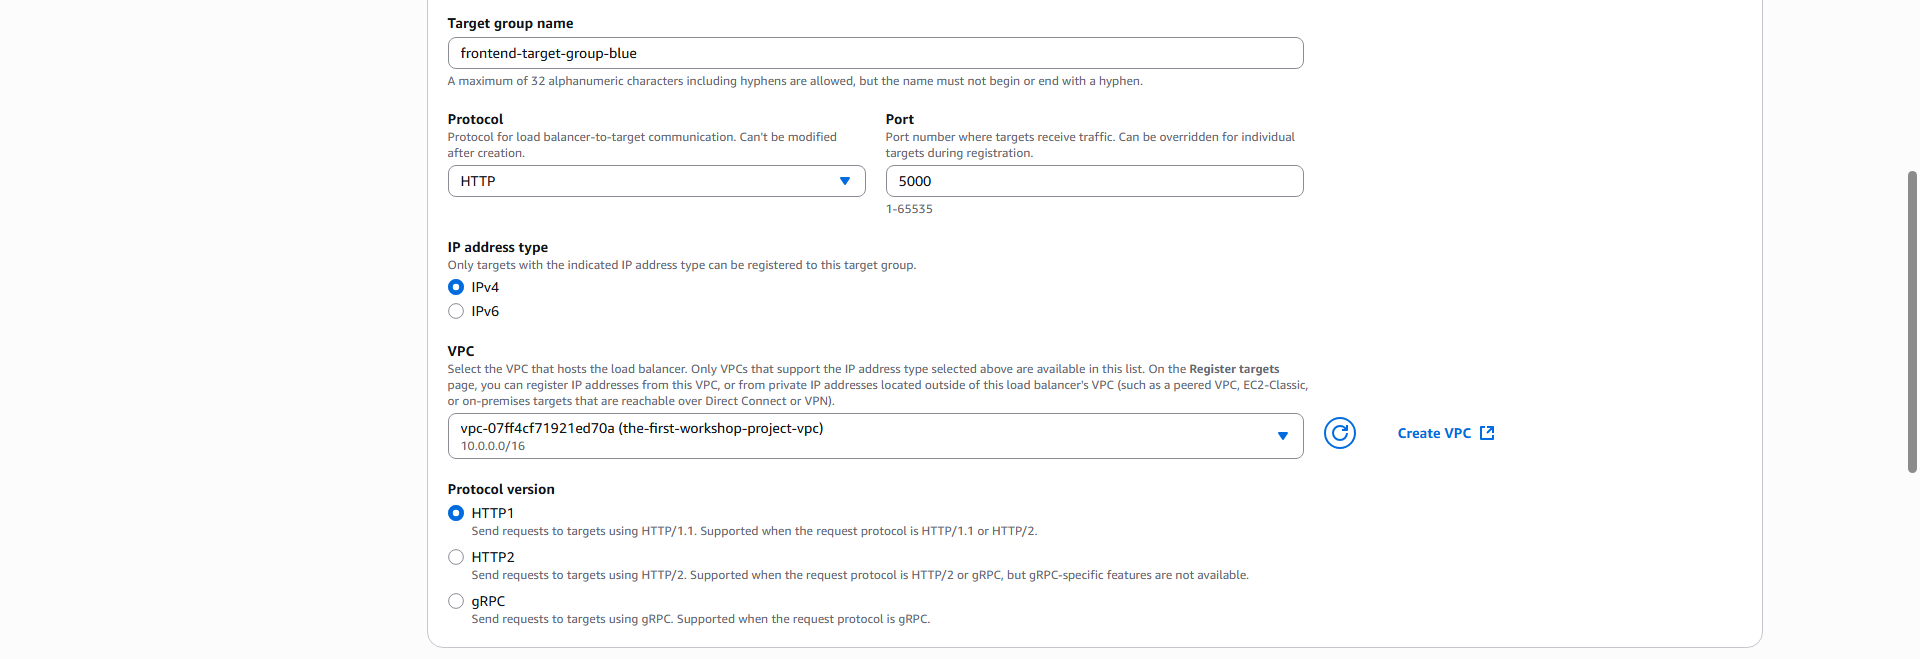 Target group name
frontend-target-group-blue
A maximum of 32 alphanumeric characters including hyphens are allowed, but the name must not begin or end with a hyphen.
Protocol
Protocol for load balancer-to-target communication. Can't be modified
after creation.
HTTP
Port
Port number where targets receive traffic. Can be overridden for individual
targets during registration.
5000
1-65535
IP address type
Only targets with the indicated IP address type can be registered to this target group.
IPv4
IPv6
VPC
Select the VPC that hosts the load balancer. Only VPCs that support the IP address type selected above are available in this list. On the Register targets
page, you can register IP addresses from this VPC, or from private IP addresses located outside of this load balancer's VPC (such as a peered VPC, EC2-Classic,
or on-premises targets that are reachable over Direct Connect or VPN).
vpc-07ff4cf71921ed70a (the-first-workshop-project-vpc)
10.0.0.0/16
Create VPC
Protocol version
HTTP1
Send requests to targets using HTTP/1.1. Supported when the request protocol is HTTP/1.1 or HTTP/2.
HTTP2
Send requests to targets using HTTP/2. Supported when the request protocol is HTTP/2 or gRPC, but gRPC-specific features are not available.
gRPC
Send requests to targets using gRPC. Supported when the request protocol is gRPC.